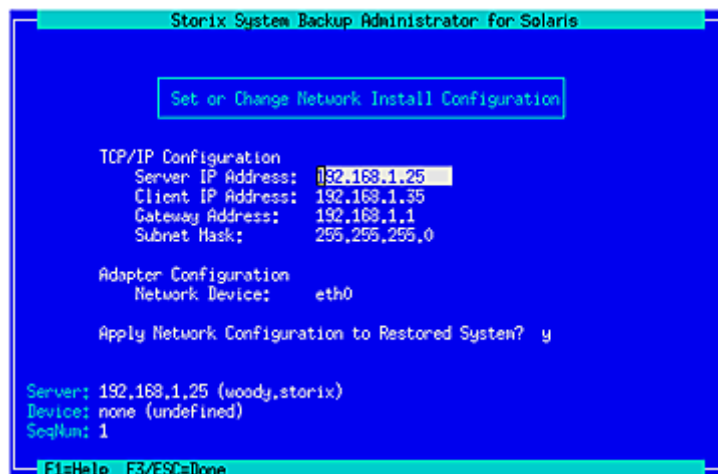 Storix System Backup Administrator for Solaris
Set or Change Network Install Configuration
TCP/IP Configuration
Server IP Address: 192.168.1.25
Client IP Address: 192.168.1.35
Gateway Address: 192.168.1.1
Subnet Mask: 255.255.255.0
Adapter Configuration
Network Device: eth0
Apply Network Configuration to Restored System? y
Server: 192.168.1.25 (woody.storix)
Device: none (undefined)
SeqNum: 1
F1=Help F3/ESC=Done